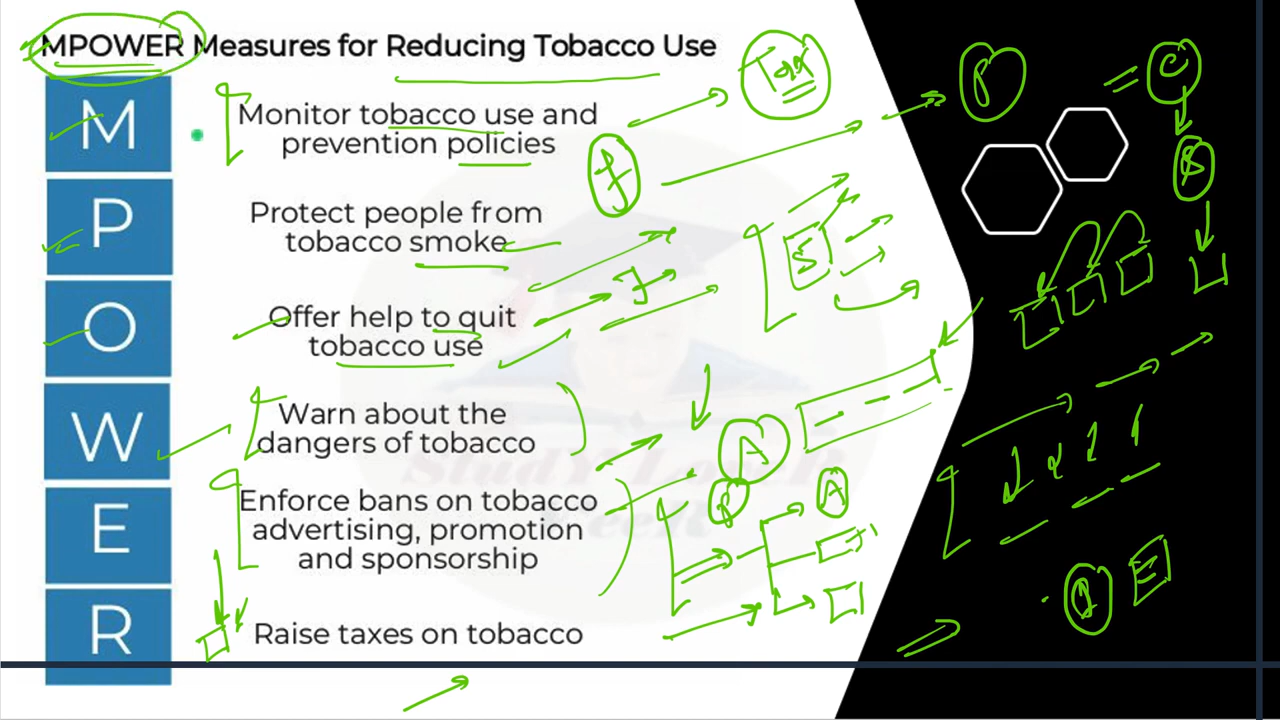 MPOWER Measures for Reducing Tobacco Use
M
Monitor tobacco use and
prevention policies
P
Protect people from
tobacco smoke
O
Offer help to quit
tobacco use
W
Warn about the
dangers of tobacco
E
Enforce bans on tobacco
advertising, promotion
and sponsorship
R
Raise taxes on tobacco
Tax
S
A
A
C
E